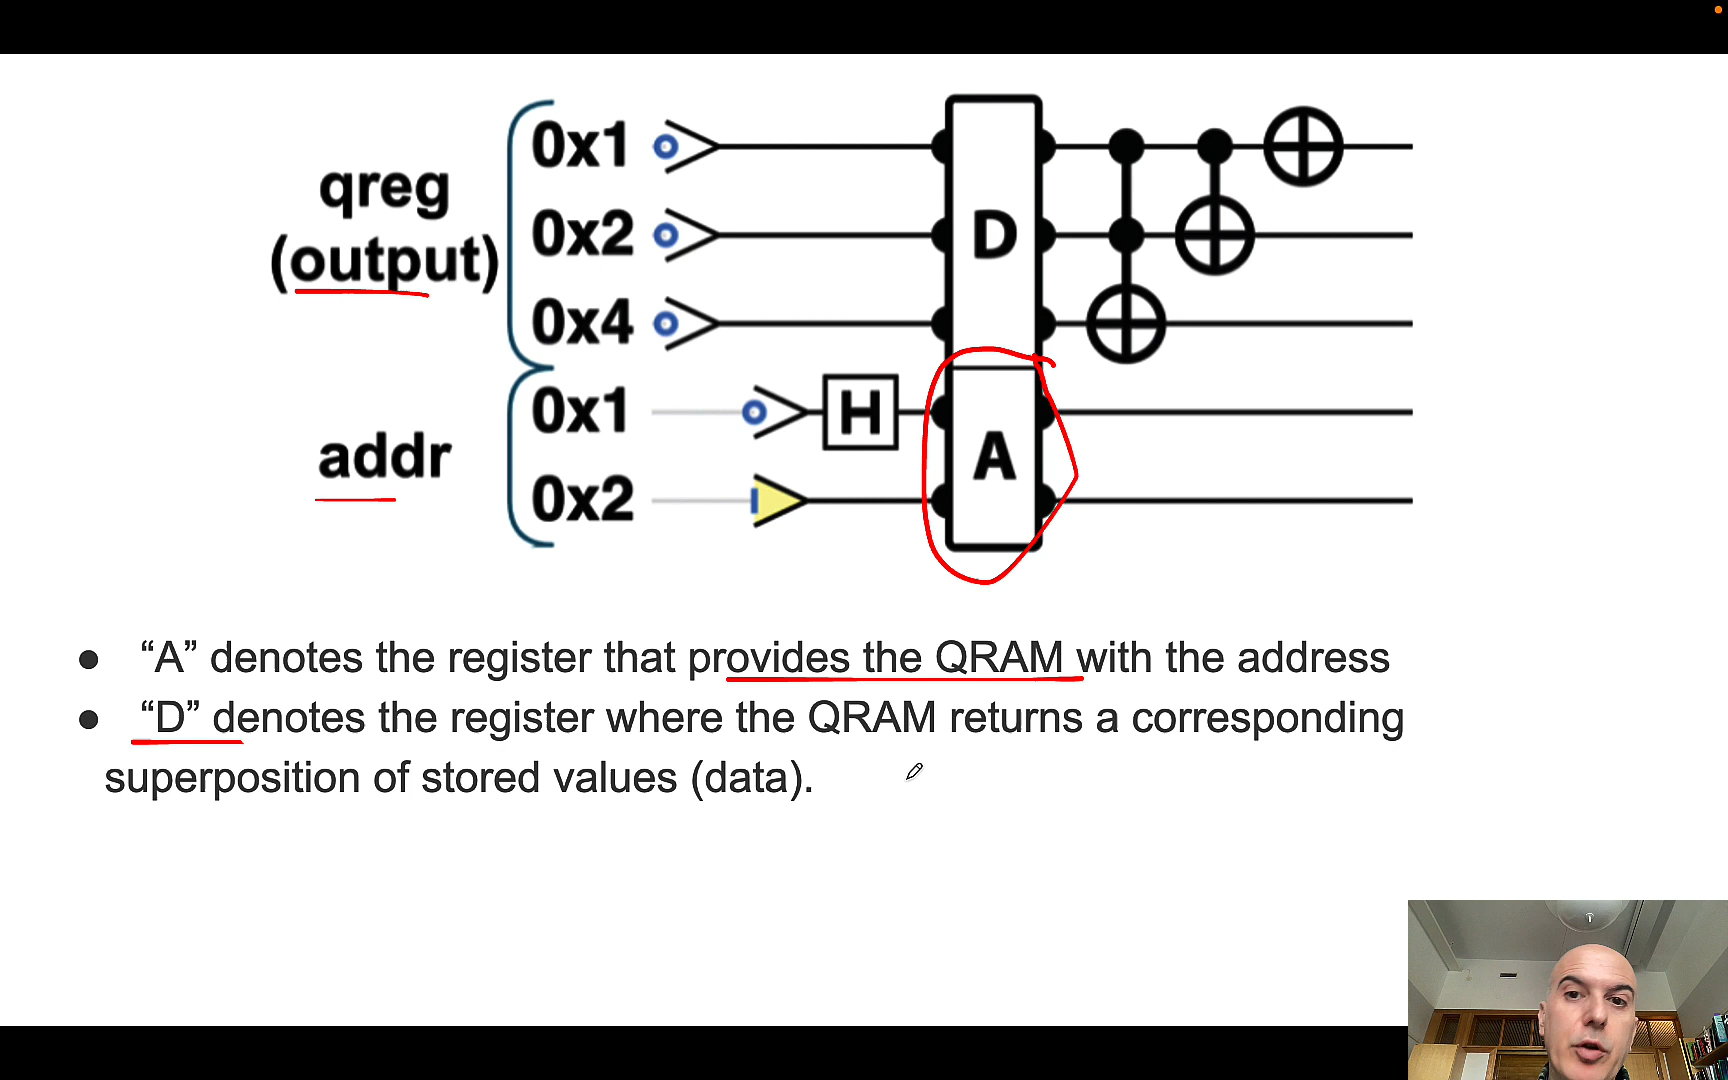 qreg
(output)
0x1
0x2
0x4
D
addr
0x1
H
0x2
A
● “A” denotes the register that provides the QRAM with the address
● “D” denotes the register where the QRAM returns a corresponding
superposition of stored values (data).